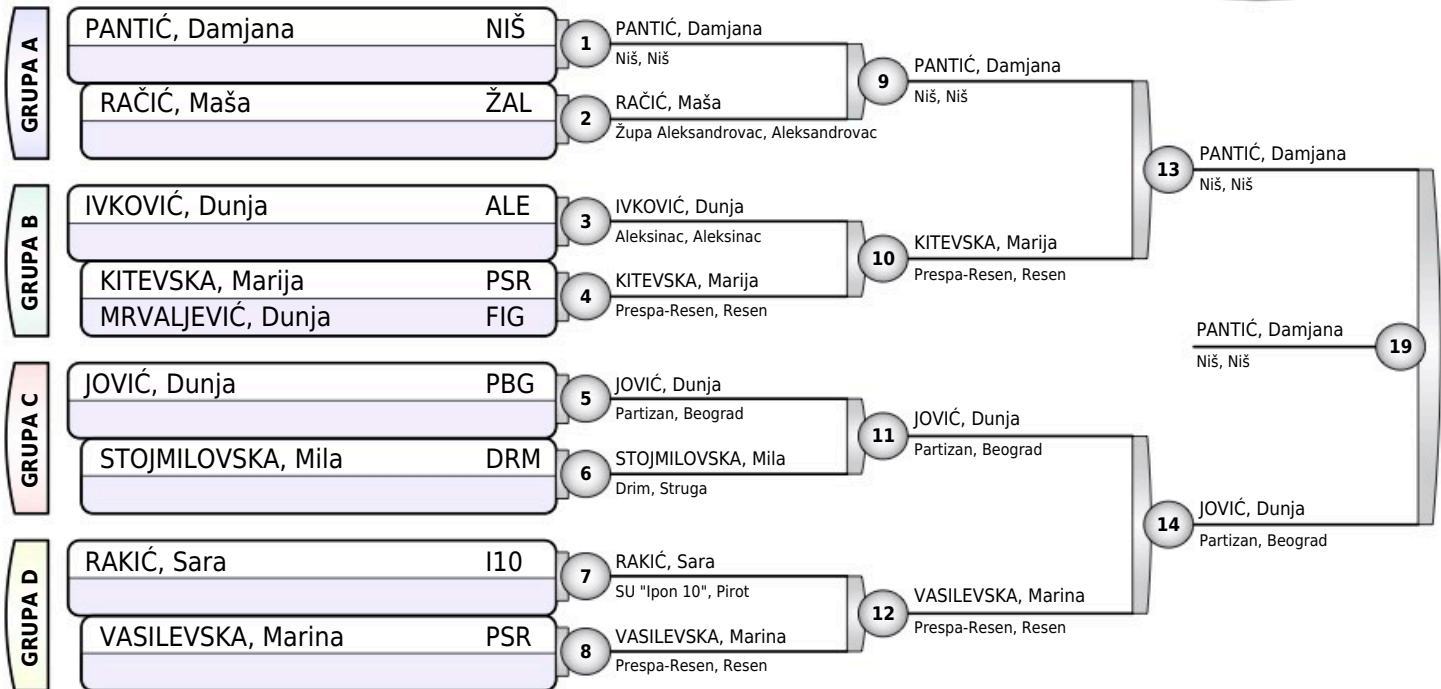 GRUPA A
PANTIĆ, Damjana NIŠ
1
RAČIĆ, Maša ŽAL
2
GRUPA B
IVKOVIĆ, Dunja ALE
3
KITEVSKA, Marija PSR
MRVALJEVIĆ, Dunja FIG
4
GRUPA C
JOVIĆ, Dunja PBG
5
STOJMILOVSKA, Mila DRM
6
GRUPA D
RAKIĆ, Sara I10
7
VASILEVSKA, Marina PSR
8
PANTIĆ, Damjana
Niš, Niš
9
RAČIĆ, Maša
Župa Aleksandrovac, Aleksandrovac
IVKOVIĆ, Dunja
Aleksinac, Aleksinac
10
KITEVSKA, Marija
Prespa-Resen, Resen
JOVIĆ, Dunja
Partizan, Beograd
11
STOJMILOVSKA, Mila
Drim, Struga
RAKIĆ, Sara
SU "Ipon 10", Pirot
12
VASILEVSKA, Marina
Prespa-Resen, Resen
PANTIĆ, Damjana
Niš, Niš
13
KITEVSKA, Marija
Prespa-Resen, Resen
JOVIĆ, Dunja
Partizan, Beograd
14
VASILEVSKA, Marina
Prespa-Resen, Resen
PANTIĆ, Damjana
Niš, Niš
PANTIĆ, Damjana
Niš, Niš
19
JOVIĆ, Dunja
Partizan, Beograd